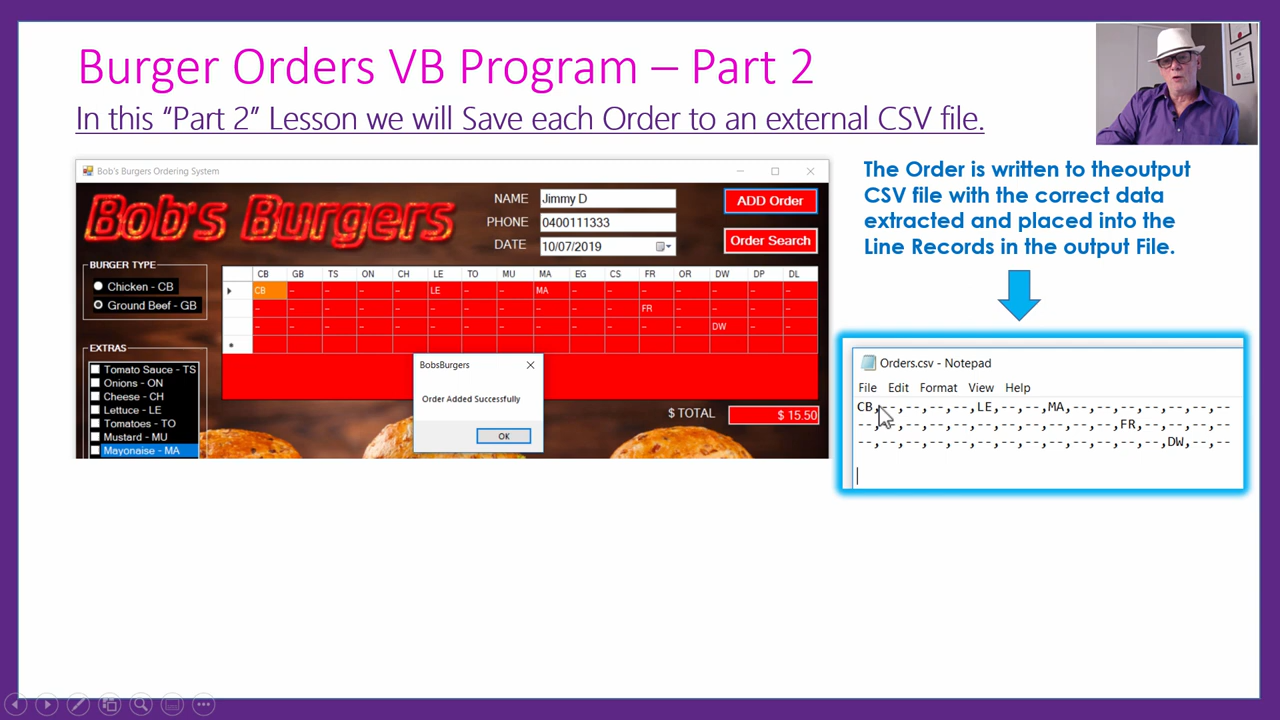 Burger Orders VB Program – Part 2
In this “Part 2” Lesson we will Save each Order to an external CSV file.
Bob's Burgers Ordering System
Bob's Burgers
NAME Jimmy D
PHONE 0400111333
DATE 10/07/2019
ADD Order
Order Search
BURGER TYPE
Chicken - CB
Ground Beef - GB
EXTRAS
Tomato Sauce - TS
Onions - ON
Cheese - CH
Lettuce - LE
Tomatoes - TO
Mustard - MU
Mayonaise - MA
CB GB TS ON CH LE TO MU MA EG CS FR OR DW DP DL
CB -- -- -- -- LE -- -- MA -- -- -- -- -- -- --
-- -- -- -- -- -- -- -- -- -- -- FR -- -- -- --
-- -- -- -- -- -- -- -- -- -- -- -- -- DW -- --
BobsBurgers
Order Added Successfully
OK
$ TOTAL $ 15.50
The Order is written to theoutput
CSV file with the correct data
extracted and placed into the
Line Records in the output File.
Orders.csv - Notepad
File Edit Format View Help
CB,--,--,--,--,LE,--,--,MA,--,--,--,--,--,--,--
--,--,--,--,--,--,--,--,--,--,--,FR,--,--,--,--
--,--,--,--,--,--,--,--,--,--,--,--,--,DW,--,--